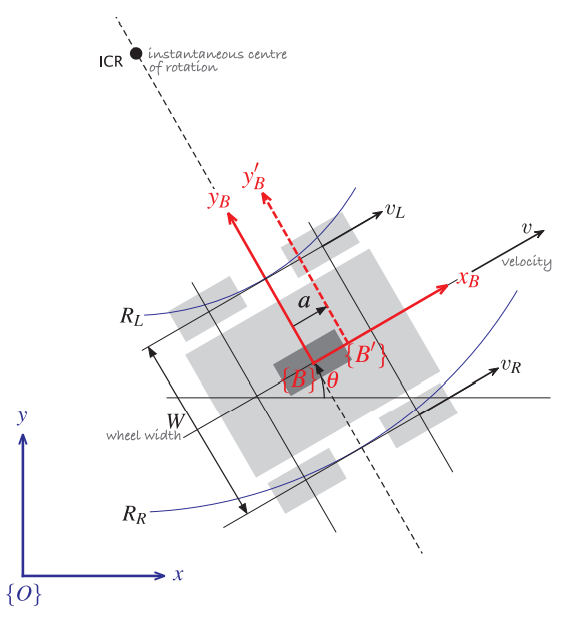 instantaneous centre
of rotation
ICR
y′_B
y_B
v_L
v
velocity
x_B
a
R_L
{B′}
v_R
{B}
θ
y
W
wheel width
R_R
x
{O}